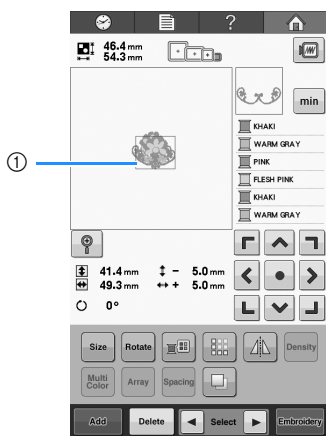 ?
46.4 mm
54.3 mm
min
KHAKI
WARM GRAY
PINK
FLESH PINK
KHAKI
WARM GRAY
①
41.4 mm
49.3 mm
0°
↕ − 5.0 mm
↔ + 5.0 mm
Size
Rotate
Density
Multi
Color
Array
Spacing
Add
Delete
Select
Embroidery